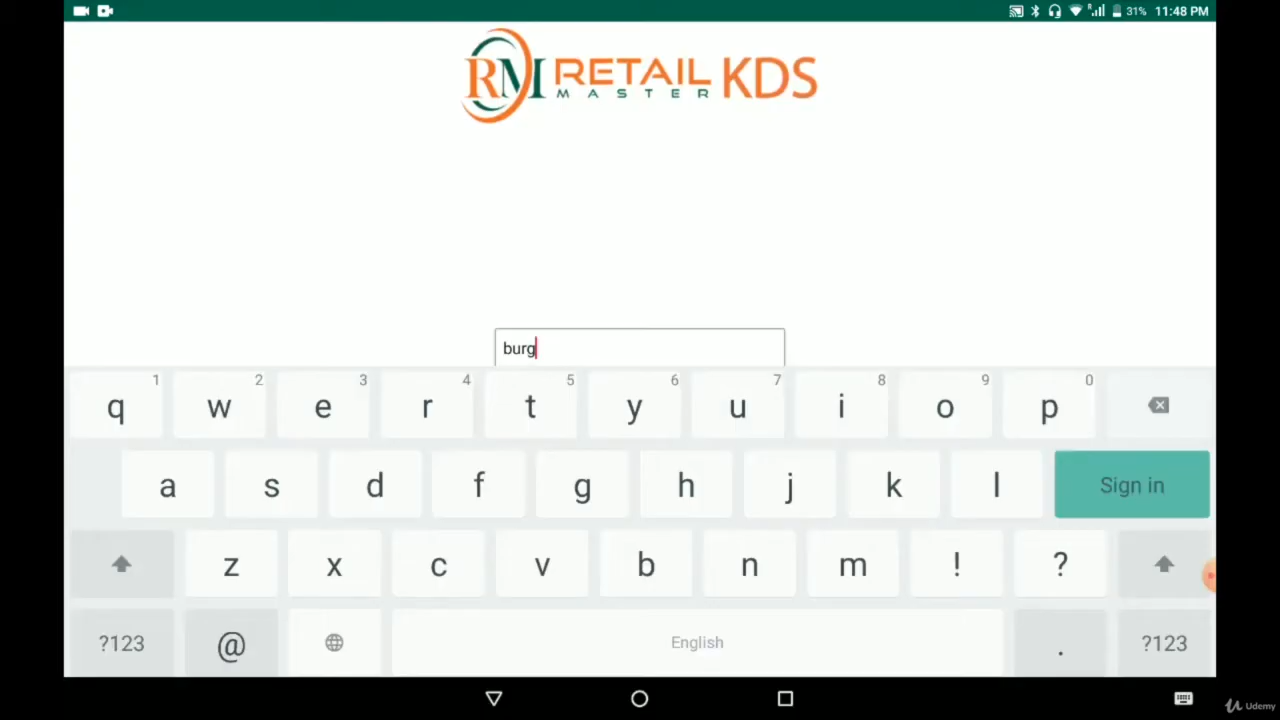 31% 11:48 PM
RM RETAIL MASTER KDS
burg
1 2 3 4 5 6 7 8 9 0
q w e r t y u i o p
a s d f g h j k l Sign in
z x c v b n m ! ?
?123 @ English . ?123
Udemy